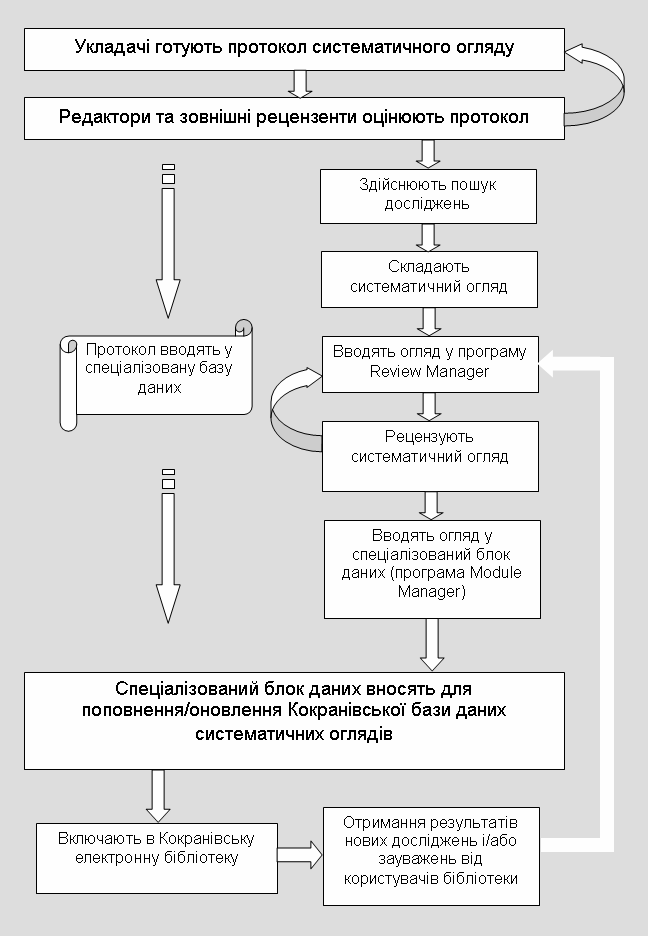 Укладачі готують протокол систематичного огляду
Редактори та зовнішні рецензенти оцінюють протокол
Здійснюють пошук
досліджень
Складають
систематичний огляд
Протокол вводять у
спеціалізовану базу
даних
Вводять огляд у програму
Review Manager
Рецензують
систематичний огляд
Вводять огляд у
спеціалізований блок
даних (програма Module
Manager)
Спеціалізований блок даних вносять для
поповнення/оновлення Кокранівської бази даних
систематичних оглядів
Включають в Кокранівську
електронну бібліотеку
Отримання результатів
нових досліджень і/або
зауважень від
користувачів бібліотеки